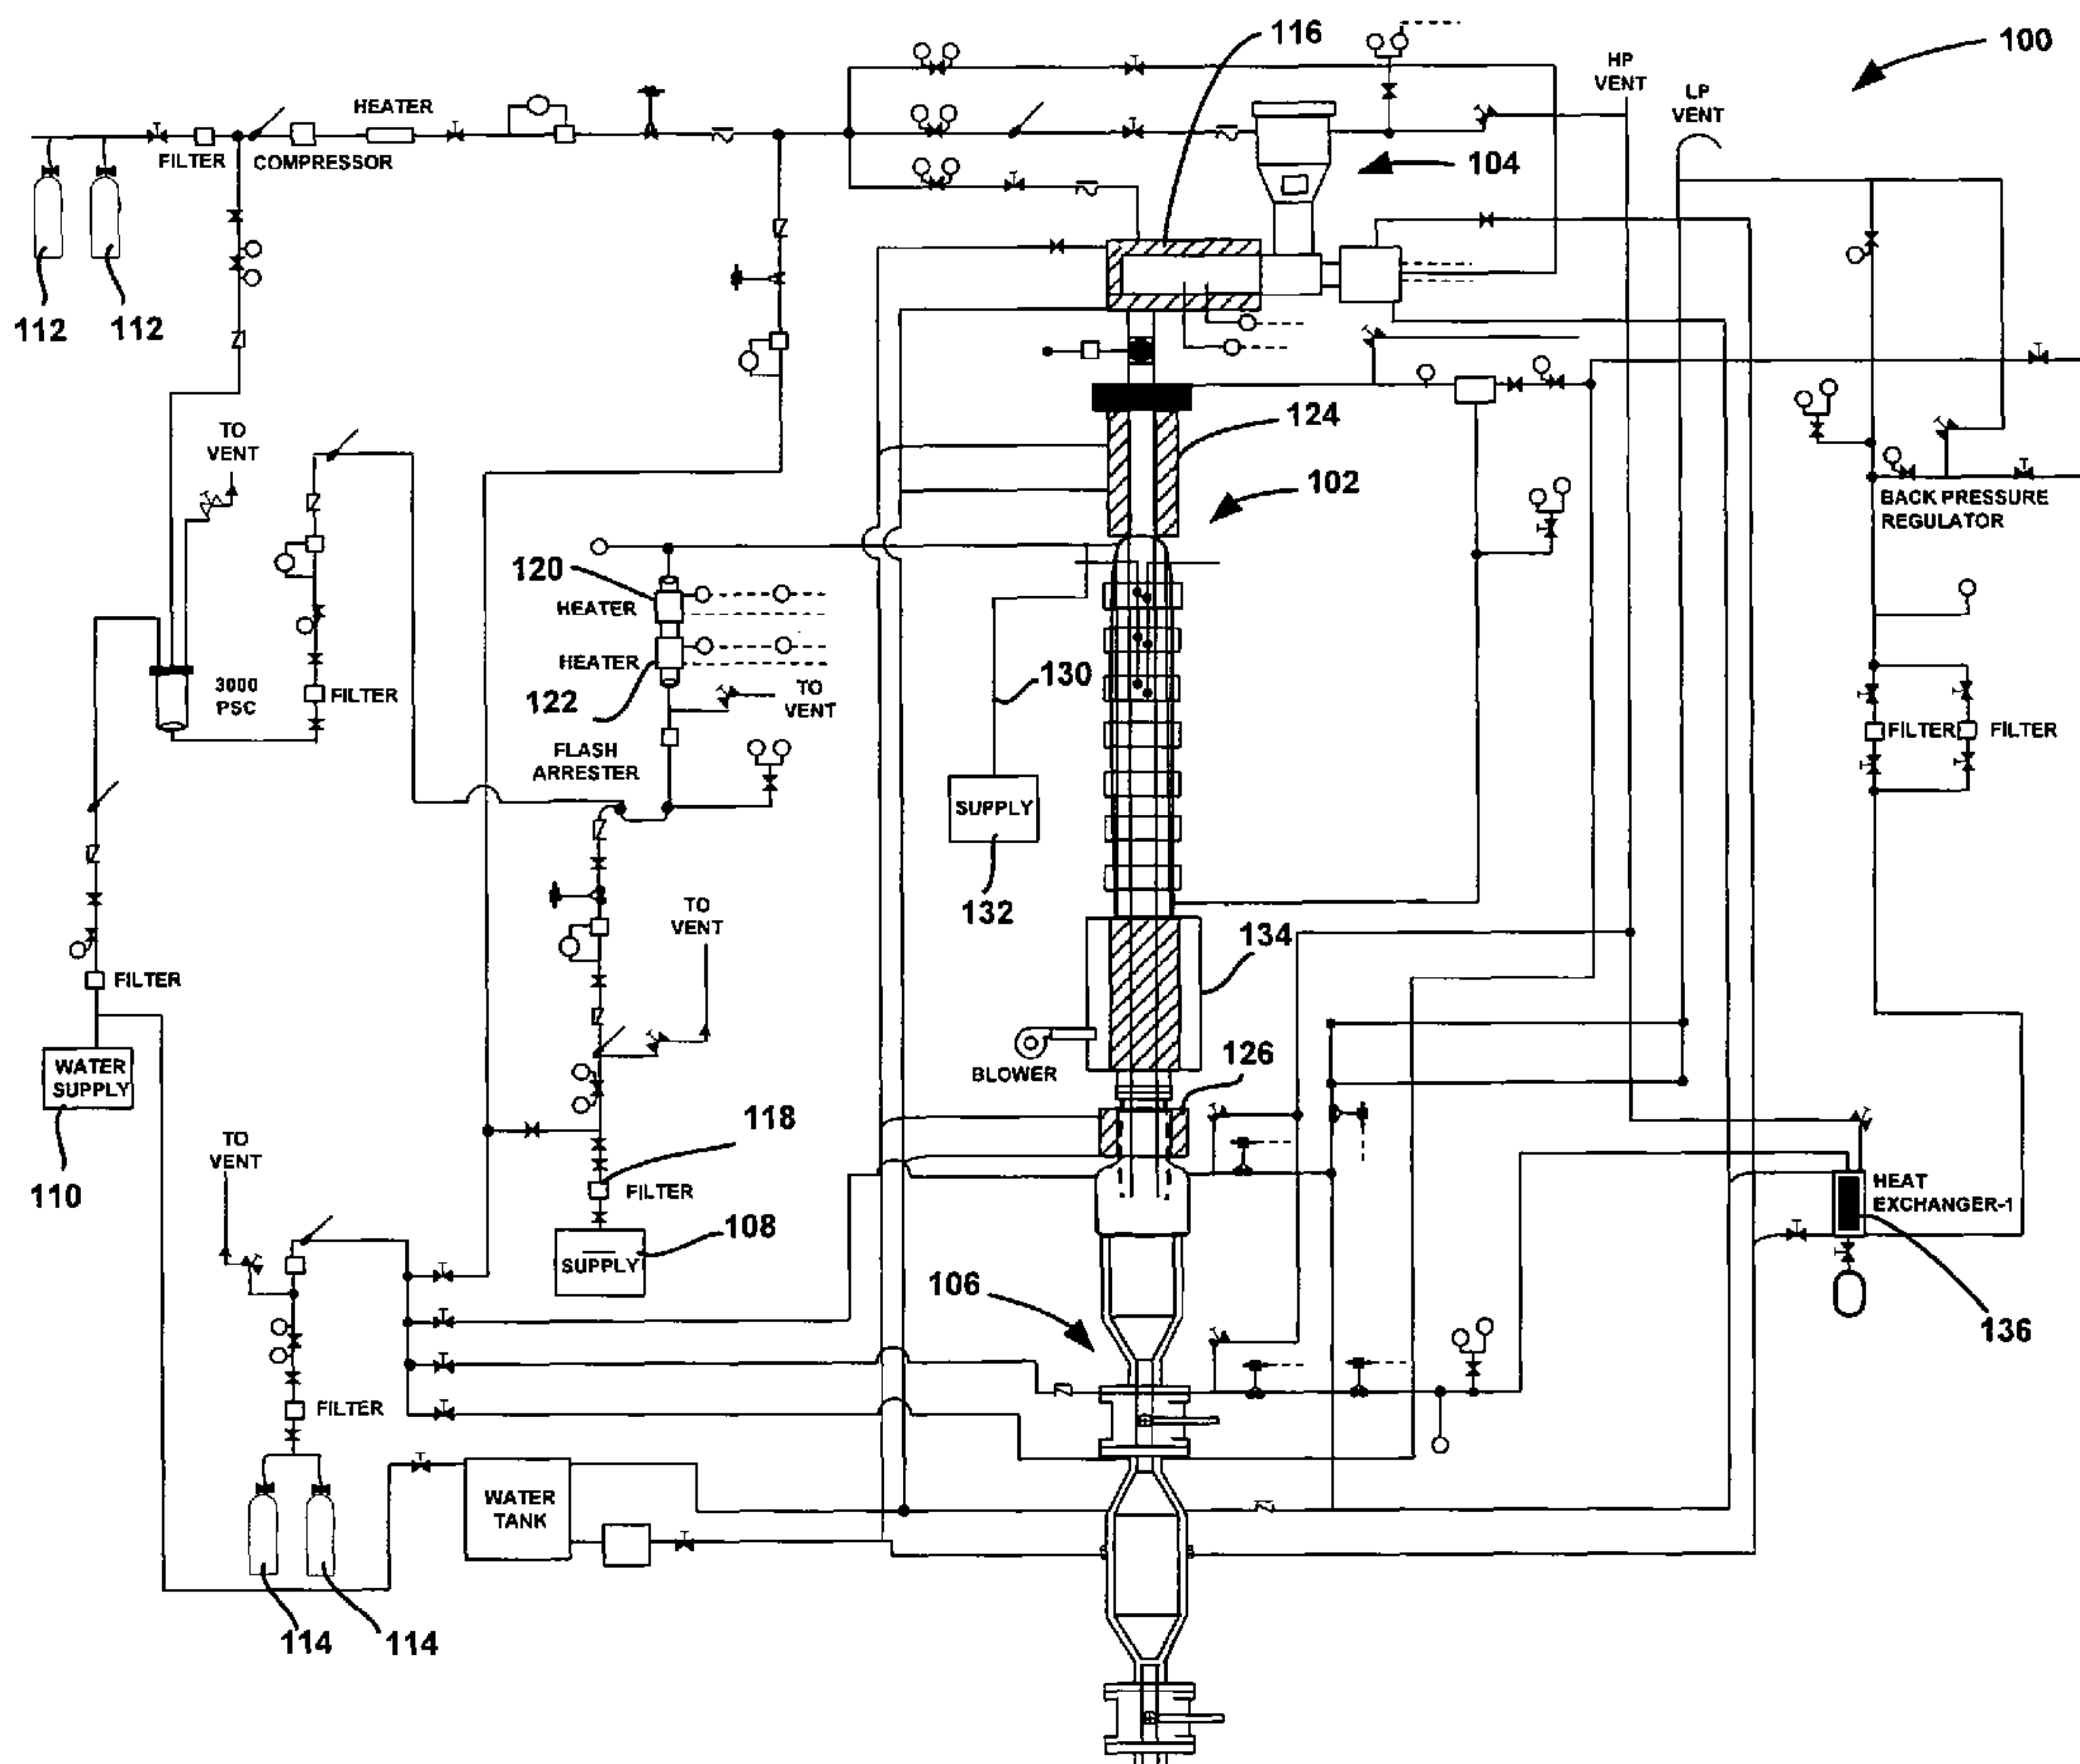 116
100
HP
VENT
LP
VENT
HEATER
FILTER
COMPRESSOR
104
112
112
124
TO
VENT
102
BACK PRESSURE
REGULATOR
120
HEATER
HEATER
122
130
3000
PSC
FILTER
TO
VENT
FLASH
ARRESTER
FILTER
FILTER
SUPPLY
132
TO
VENT
134
FILTER
BLOWER
126
WATER
SUPPLY
110
118
TO
VENT
FILTER
HEAT
EXCHANGER-1
108
SUPPLY
106
136
FILTER
WATER
TANK
114
114